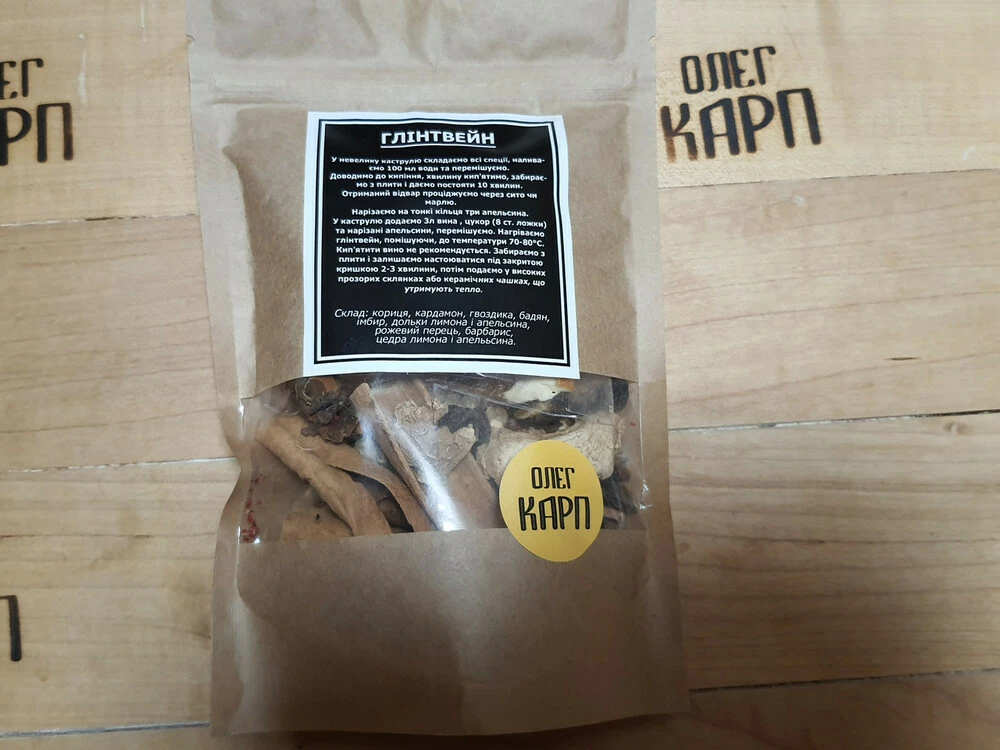 ГЛІНТВЕЙН
У невелику каструлю складаємо всі спеції, налива-
ємо 100 мл води та перемішуємо.
Доводимо до кипіння, хвилину кип'ятимо, забирає-
мо з плити і даємо постояти 10 хвилин.
Отриманий відвар проціджуємо через сито чи
марлю.
Нарізаємо на тонкі кільця три апельсина.
У каструлю додаємо 3л вина , цукор (8 ст. ложки)
та нарізані апельсини, перемішуємо. Нагріваємо
глінтвейн, помішуючи, до температури 70-80°С.
Кип'ятити вино не рекомендується. Забираємо з
плити і залишаємо настоюватися під закритою
кришкою 2-3 хвилини, потім подаємо у високих
прозорих склянках або керамічних чашках, що
утримують тепло.
Склад: кориця, кардамон, гвоздика, бадян,
імбир, дольки лимона і апельсина,
рожевий перець, барбарис,
цедра лимона і апелььсина.
ОЛЕГ
КАРП
ОЛЕГ
КАРП
ЕГ
РП
П